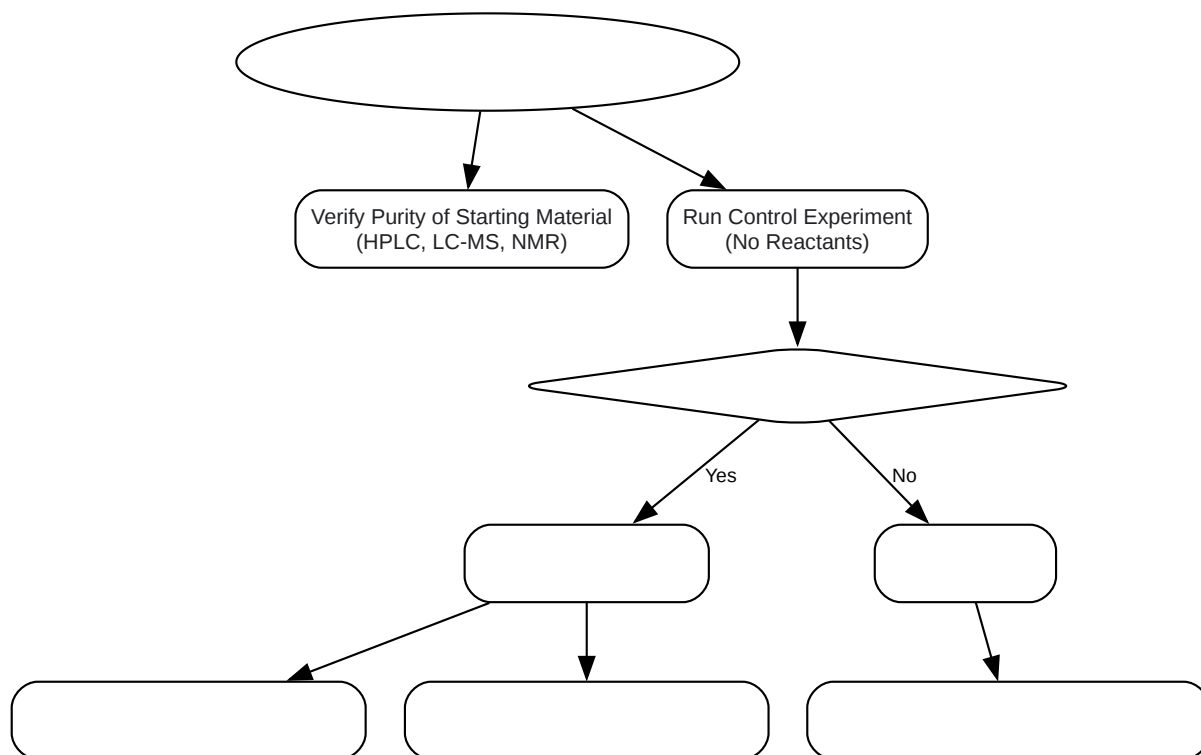 Verify Purity of Starting Material
(HPLC, LC-MS, NMR)
Run Control Experiment
(No Reactants)
Yes
No